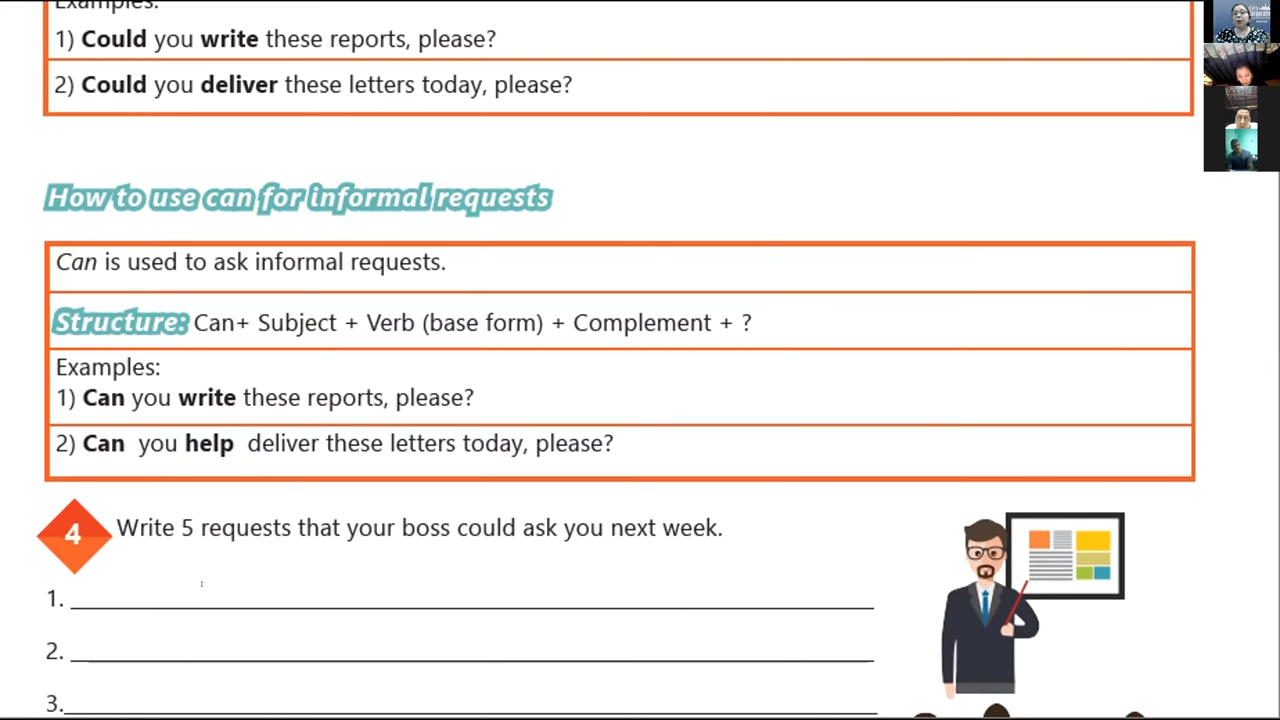 Examples:
1) Could you write these reports, please?
2) Could you deliver these letters today, please?
How to use can for informal requests
Can is used to ask informal requests.
Structure: Can+ Subject + Verb (base form) + Complement + ?
Examples:
1) Can you write these reports, please?
2) Can you help deliver these letters today, please?
4 Write 5 requests that your boss could ask you next week.
1.
2.
3.